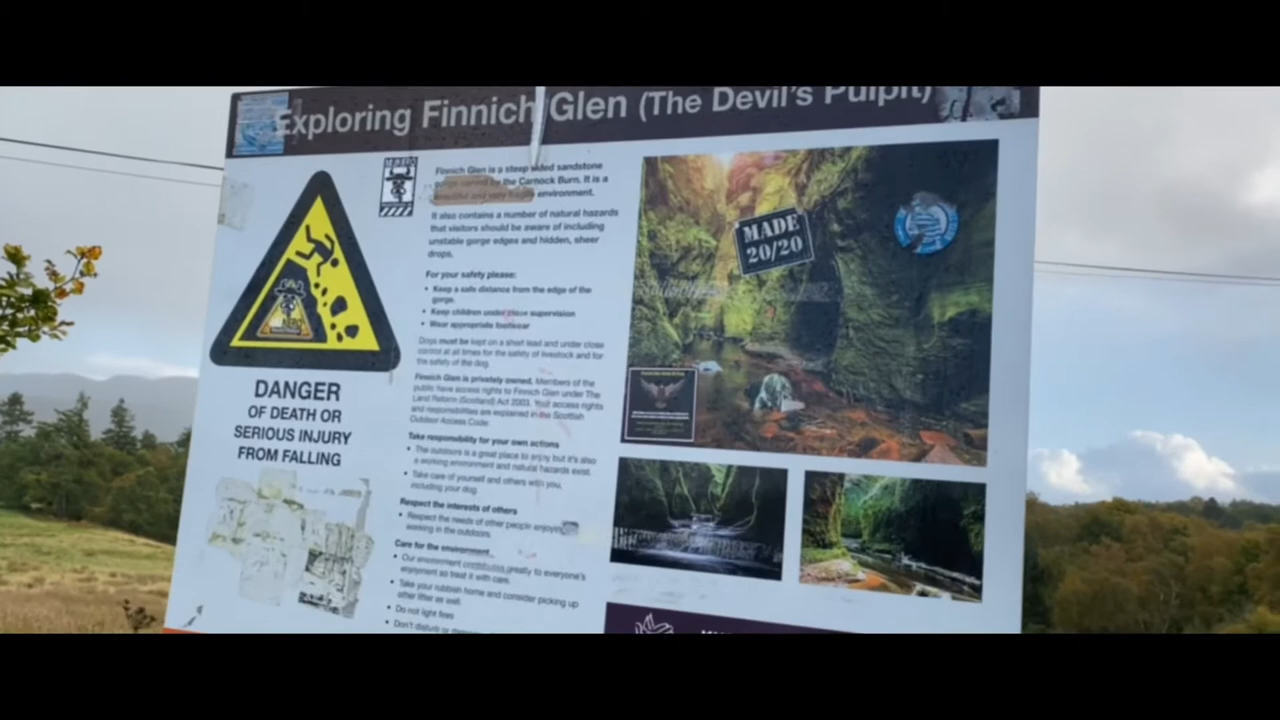 Exploring Finnich Glen (The Devil's Pulpit)
DANGER
OF DEATH OR
SERIOUS INJURY
FROM FALLING
Finnich Glen is a steep sided sandstone
gorge carved by the Carnock Burn. It is a
beautiful and very fragile environment.
It also contains a number of natural hazards
that visitors should be aware of including
unstable gorge edges and hidden, sheer
drops.
For your safety please:
• Keep a safe distance from the edge of the
gorge.
• Keep children under close supervision
• Wear appropriate footwear
Dogs must be kept on a short lead and under close
control at all times for the safety of livestock and for
the safety of the dog.
Finnich Glen is privately owned. Members of the
public have access rights to Finnich Glen under The
Land Reform (Scotland) Act 2003. Your access rights
and responsibilities are explained in the Scottish
Outdoor Access Code:
Take responsibility for your own actions
• The outdoors is a great place to enjoy but it's also
a working environment and natural hazards exist.
• Take care of yourself and others with you,
including your dog.
Respect the interests of others
• Respect the needs of other people enjoying
working in the outdoors.
Care for the environment
• Our environment contributes greatly to everyone's
enjoyment so treat it with care.
• Take your rubbish home and consider picking up
other litter as well.
• Do not light fires
• Don't disturb or
MADE
20/20